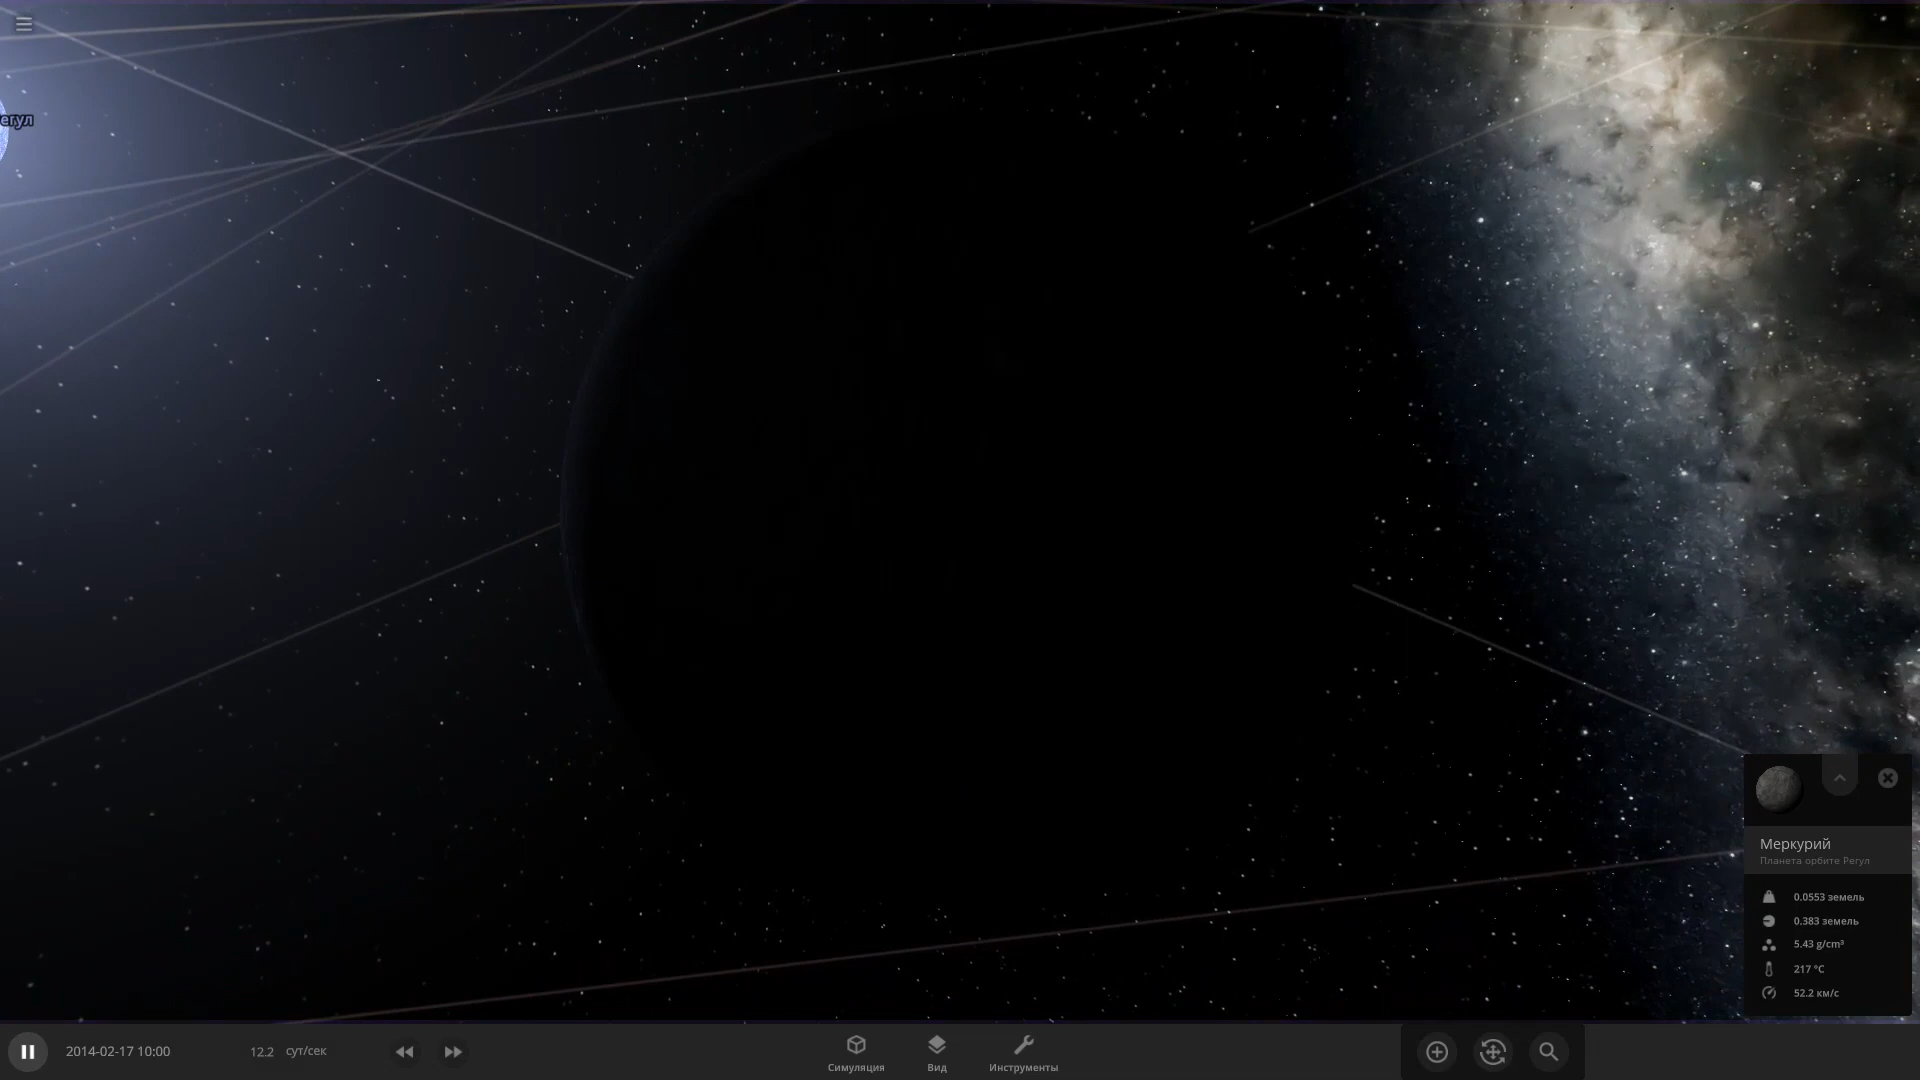 егул
Меркурий
Планета орбите Регул
0.0553 земель
0.383 земель
5.43 g/cm³
217 °C
52.2 км/с
2014-02-17 10:00
12.2 сут/сек
Симуляция
Вид
Инструменты